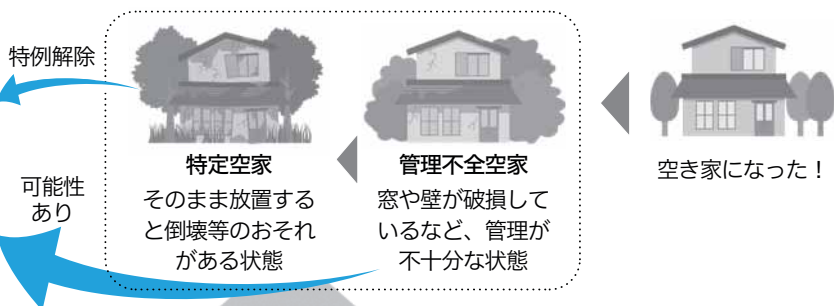 特例解除
可能性
あり
特定空家
そのまま放置する
と倒壊等のおそれ
がある状態
管理不全空家
窓や壁が破損して
いるなど、管理が
不十分な状態
空き家になった！